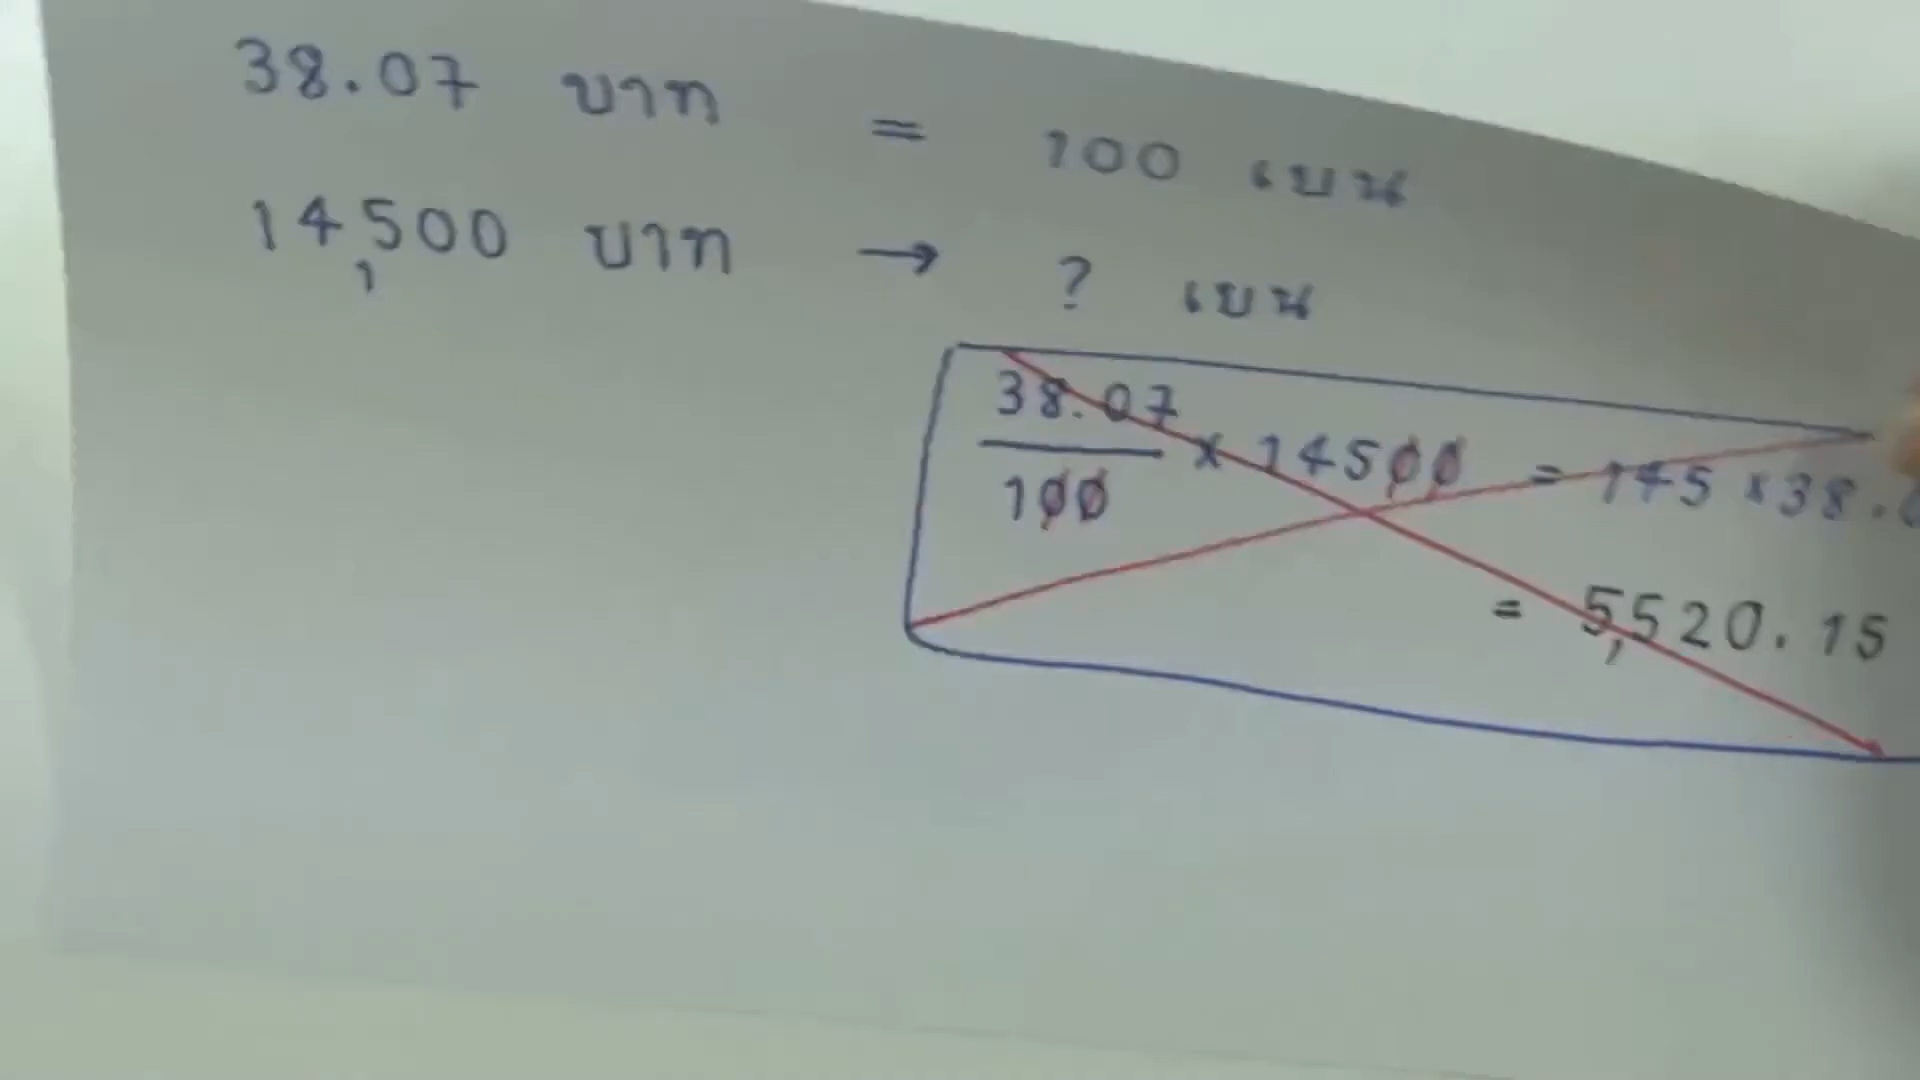 38.07 บาท = 100 เยน
14,500 บาท → ? เยน
38.07
100
x 14500 = 145 x 38.0
= 5,520.15